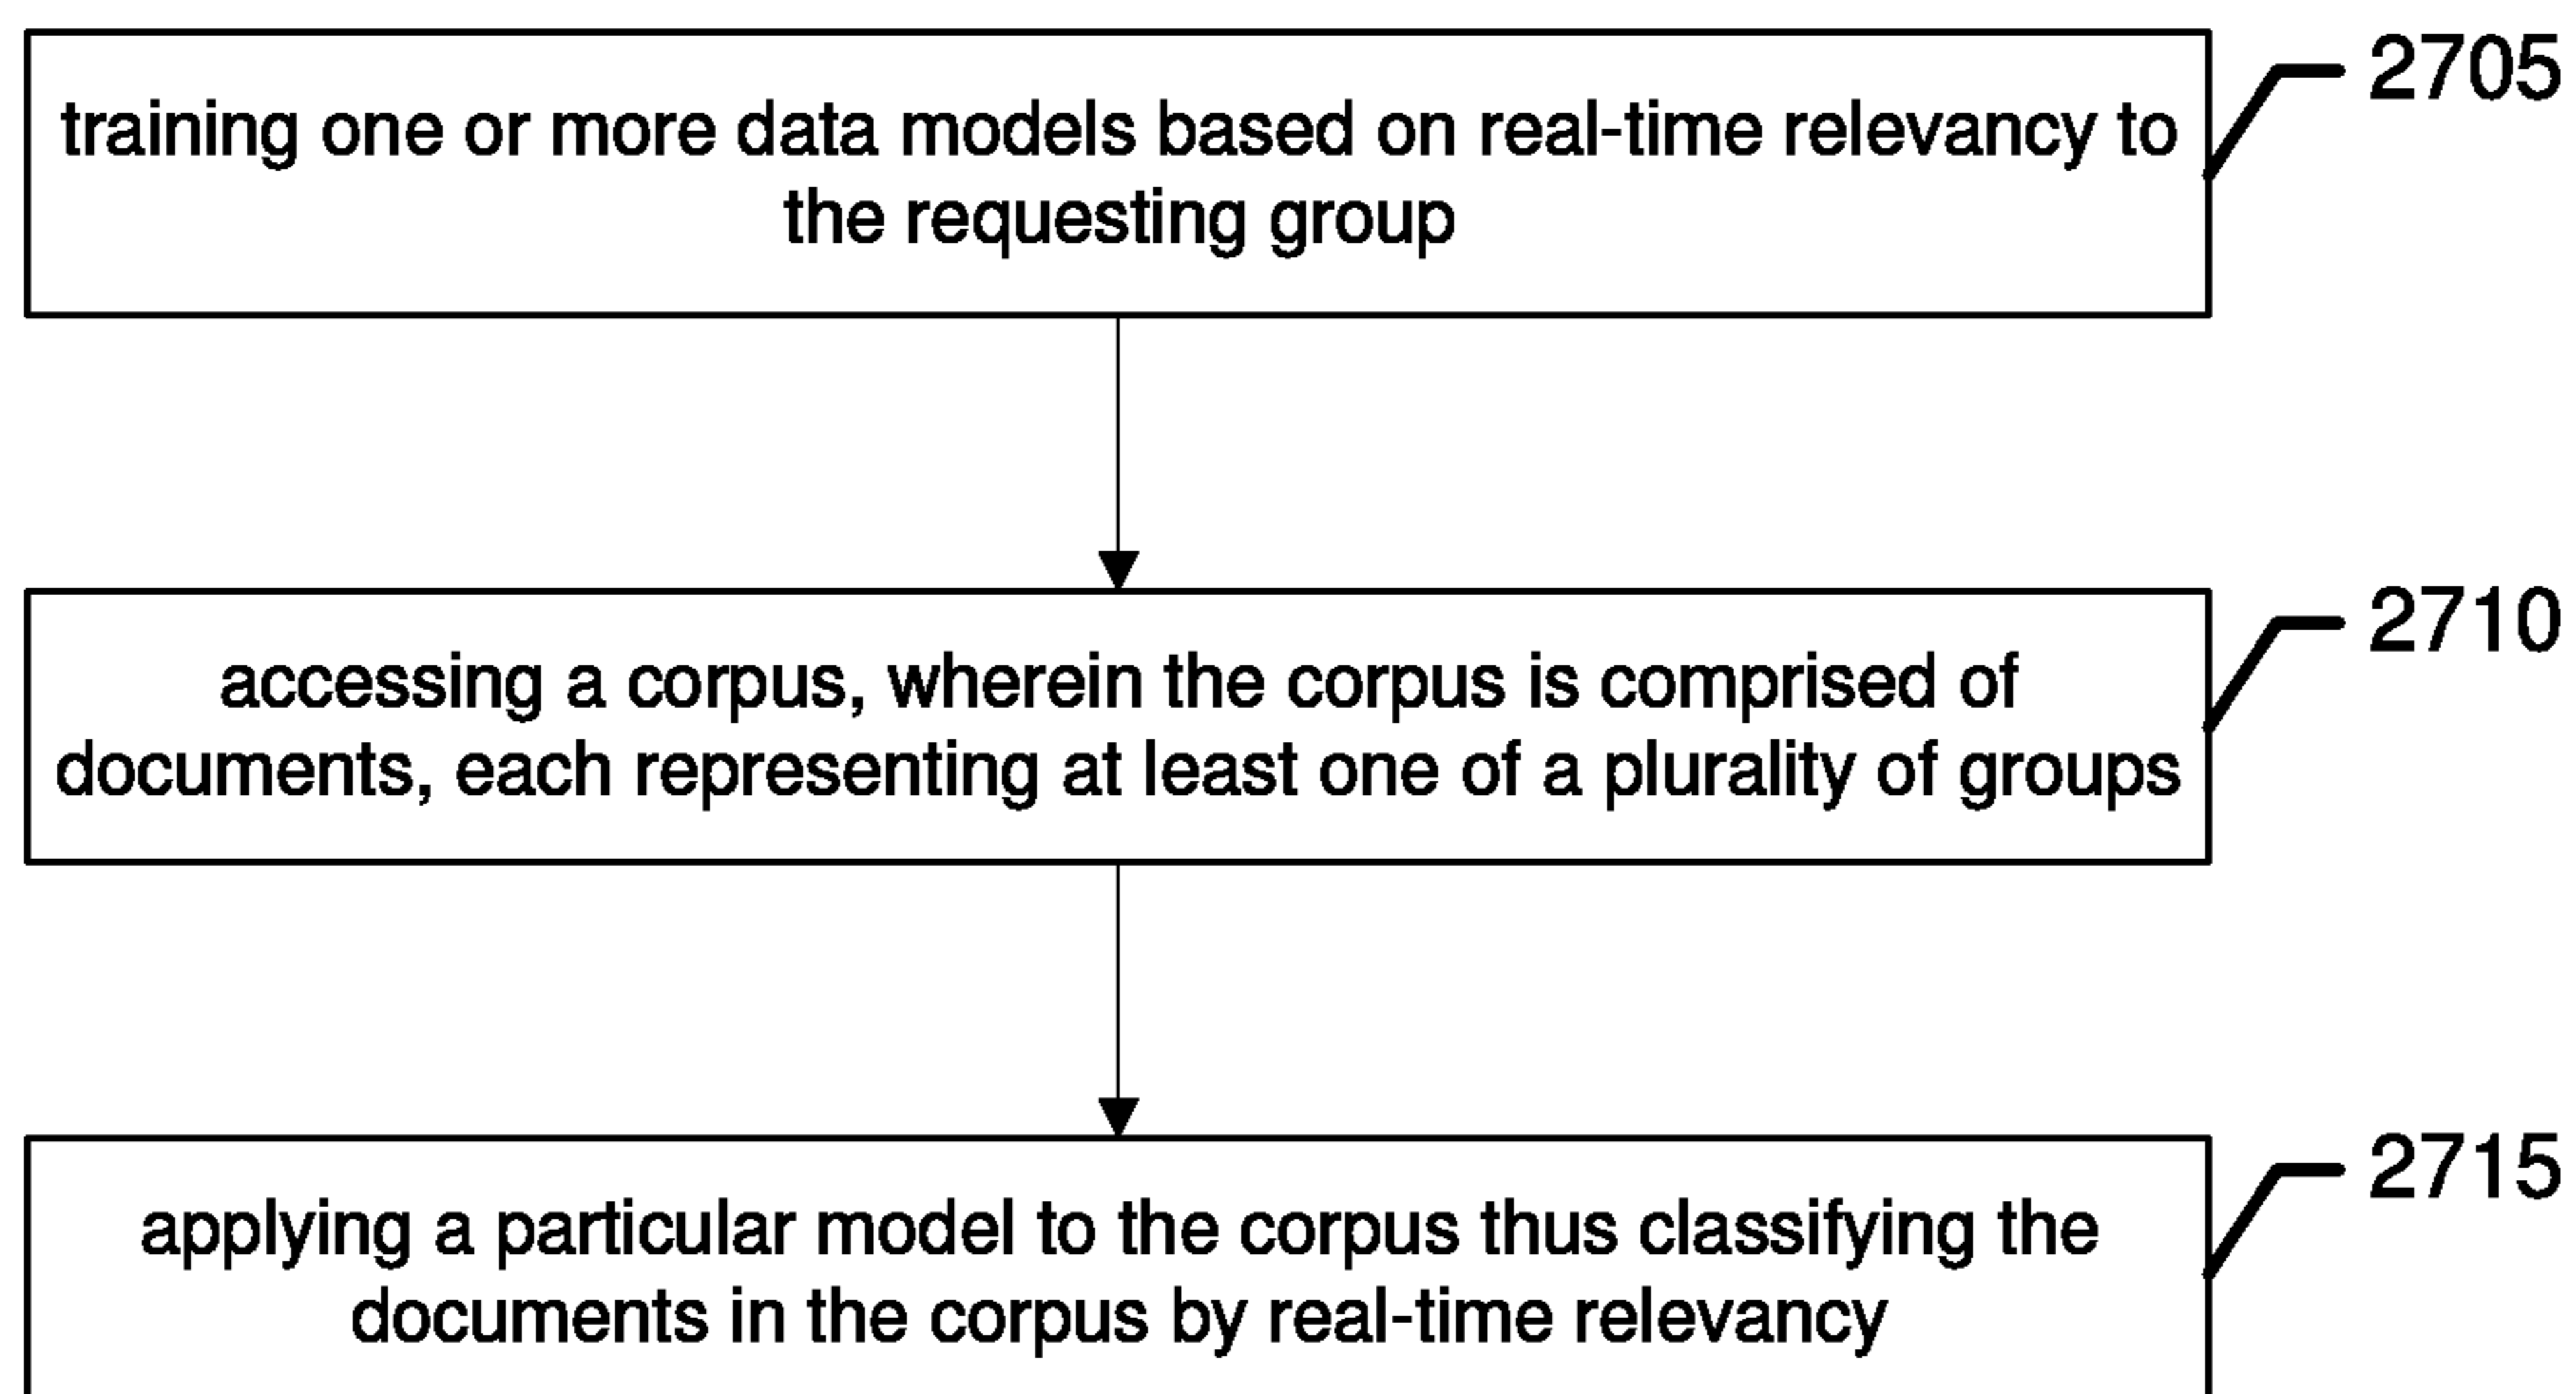 2705
training one or more data models based on real-time relevancy to
the requesting group
2710
accessing a corpus, wherein the corpus is comprised of
documents, each representing at least one of a plurality of groups
2715
applying a particular model to the corpus thus classifying the
documents in the corpus by real-time relevancy